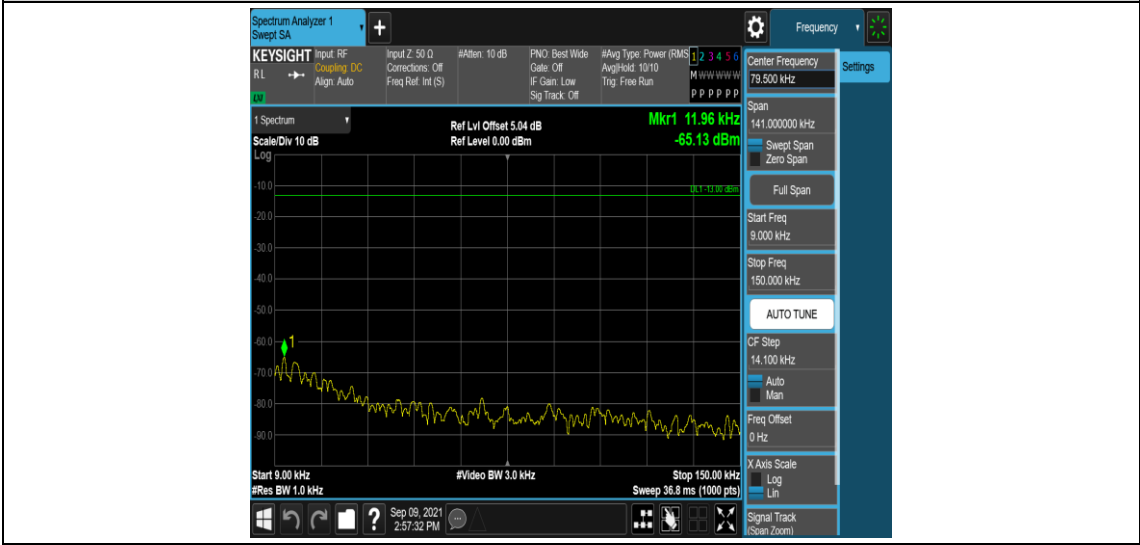 Spectrum Analyzer 1
Swept SA
+
Frequency
KEYSIGHT
RL
Input: RF
Coupling: DC
Align: Auto
Input Z: 50 Ω
Corrections: Off
Freq Ref: Int (S)
#Atten: 10 dB
PNO: Best Wide
Gate: Off
IF Gain: Low
Sig Track: Off
#Avg Type: Power (RMS
Avg|Hold: 10/10
Trig: Free Run
1 2 3 4 5 6
M W W W W W
P P P P P P
1 Spectrum
Scale/Div 10 dB
Log
Ref Lvl Offset 5.04 dB
Ref Level 0.00 dBm
Mkr1 11.96 kHz
-65.13 dBm
DL1 -13.00 dBm
-10.0
-20.0
-30.0
-40.0
-50.0
-60.0
-70.0
-80.0
-90.0
1
Start 9.00 kHz
#Res BW 1.0 kHz
#Video BW 3.0 kHz
Stop 150.00 kHz
Sweep 36.8 ms (1000 pts)
Center Frequency
79.500 kHz
Settings
Span
141.000000 kHz
Swept Span
Zero Span
Full Span
Start Freq
9.000 kHz
Stop Freq
150.000 kHz
AUTO TUNE
CF Step
14.100 kHz
Auto
Man
Freq Offset
0 Hz
X Axis Scale
Log
Lin
Signal Track
(Span Zoom)
?
Sep 09, 2021
2:57:32 PM